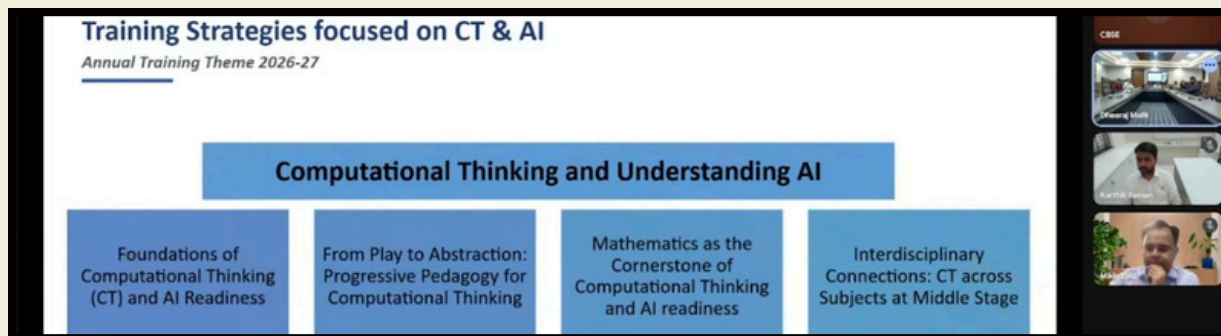 Training Strategies focused on CT & AI
Annual Training Theme 2026-27
Computational Thinking and Understanding AI
Foundations of
Computational Thinking
(CT) and AI Readiness
From Play to Abstraction:
Progressive Pedagogy for
Computational Thinking
Mathematics as the
Cornerstone of
Computational Thinking
and AI readiness
Interdisciplinary
Connections: CT across
Subjects at Middle Stage
CBSE
Dheeraj Malik
Karthik Raman